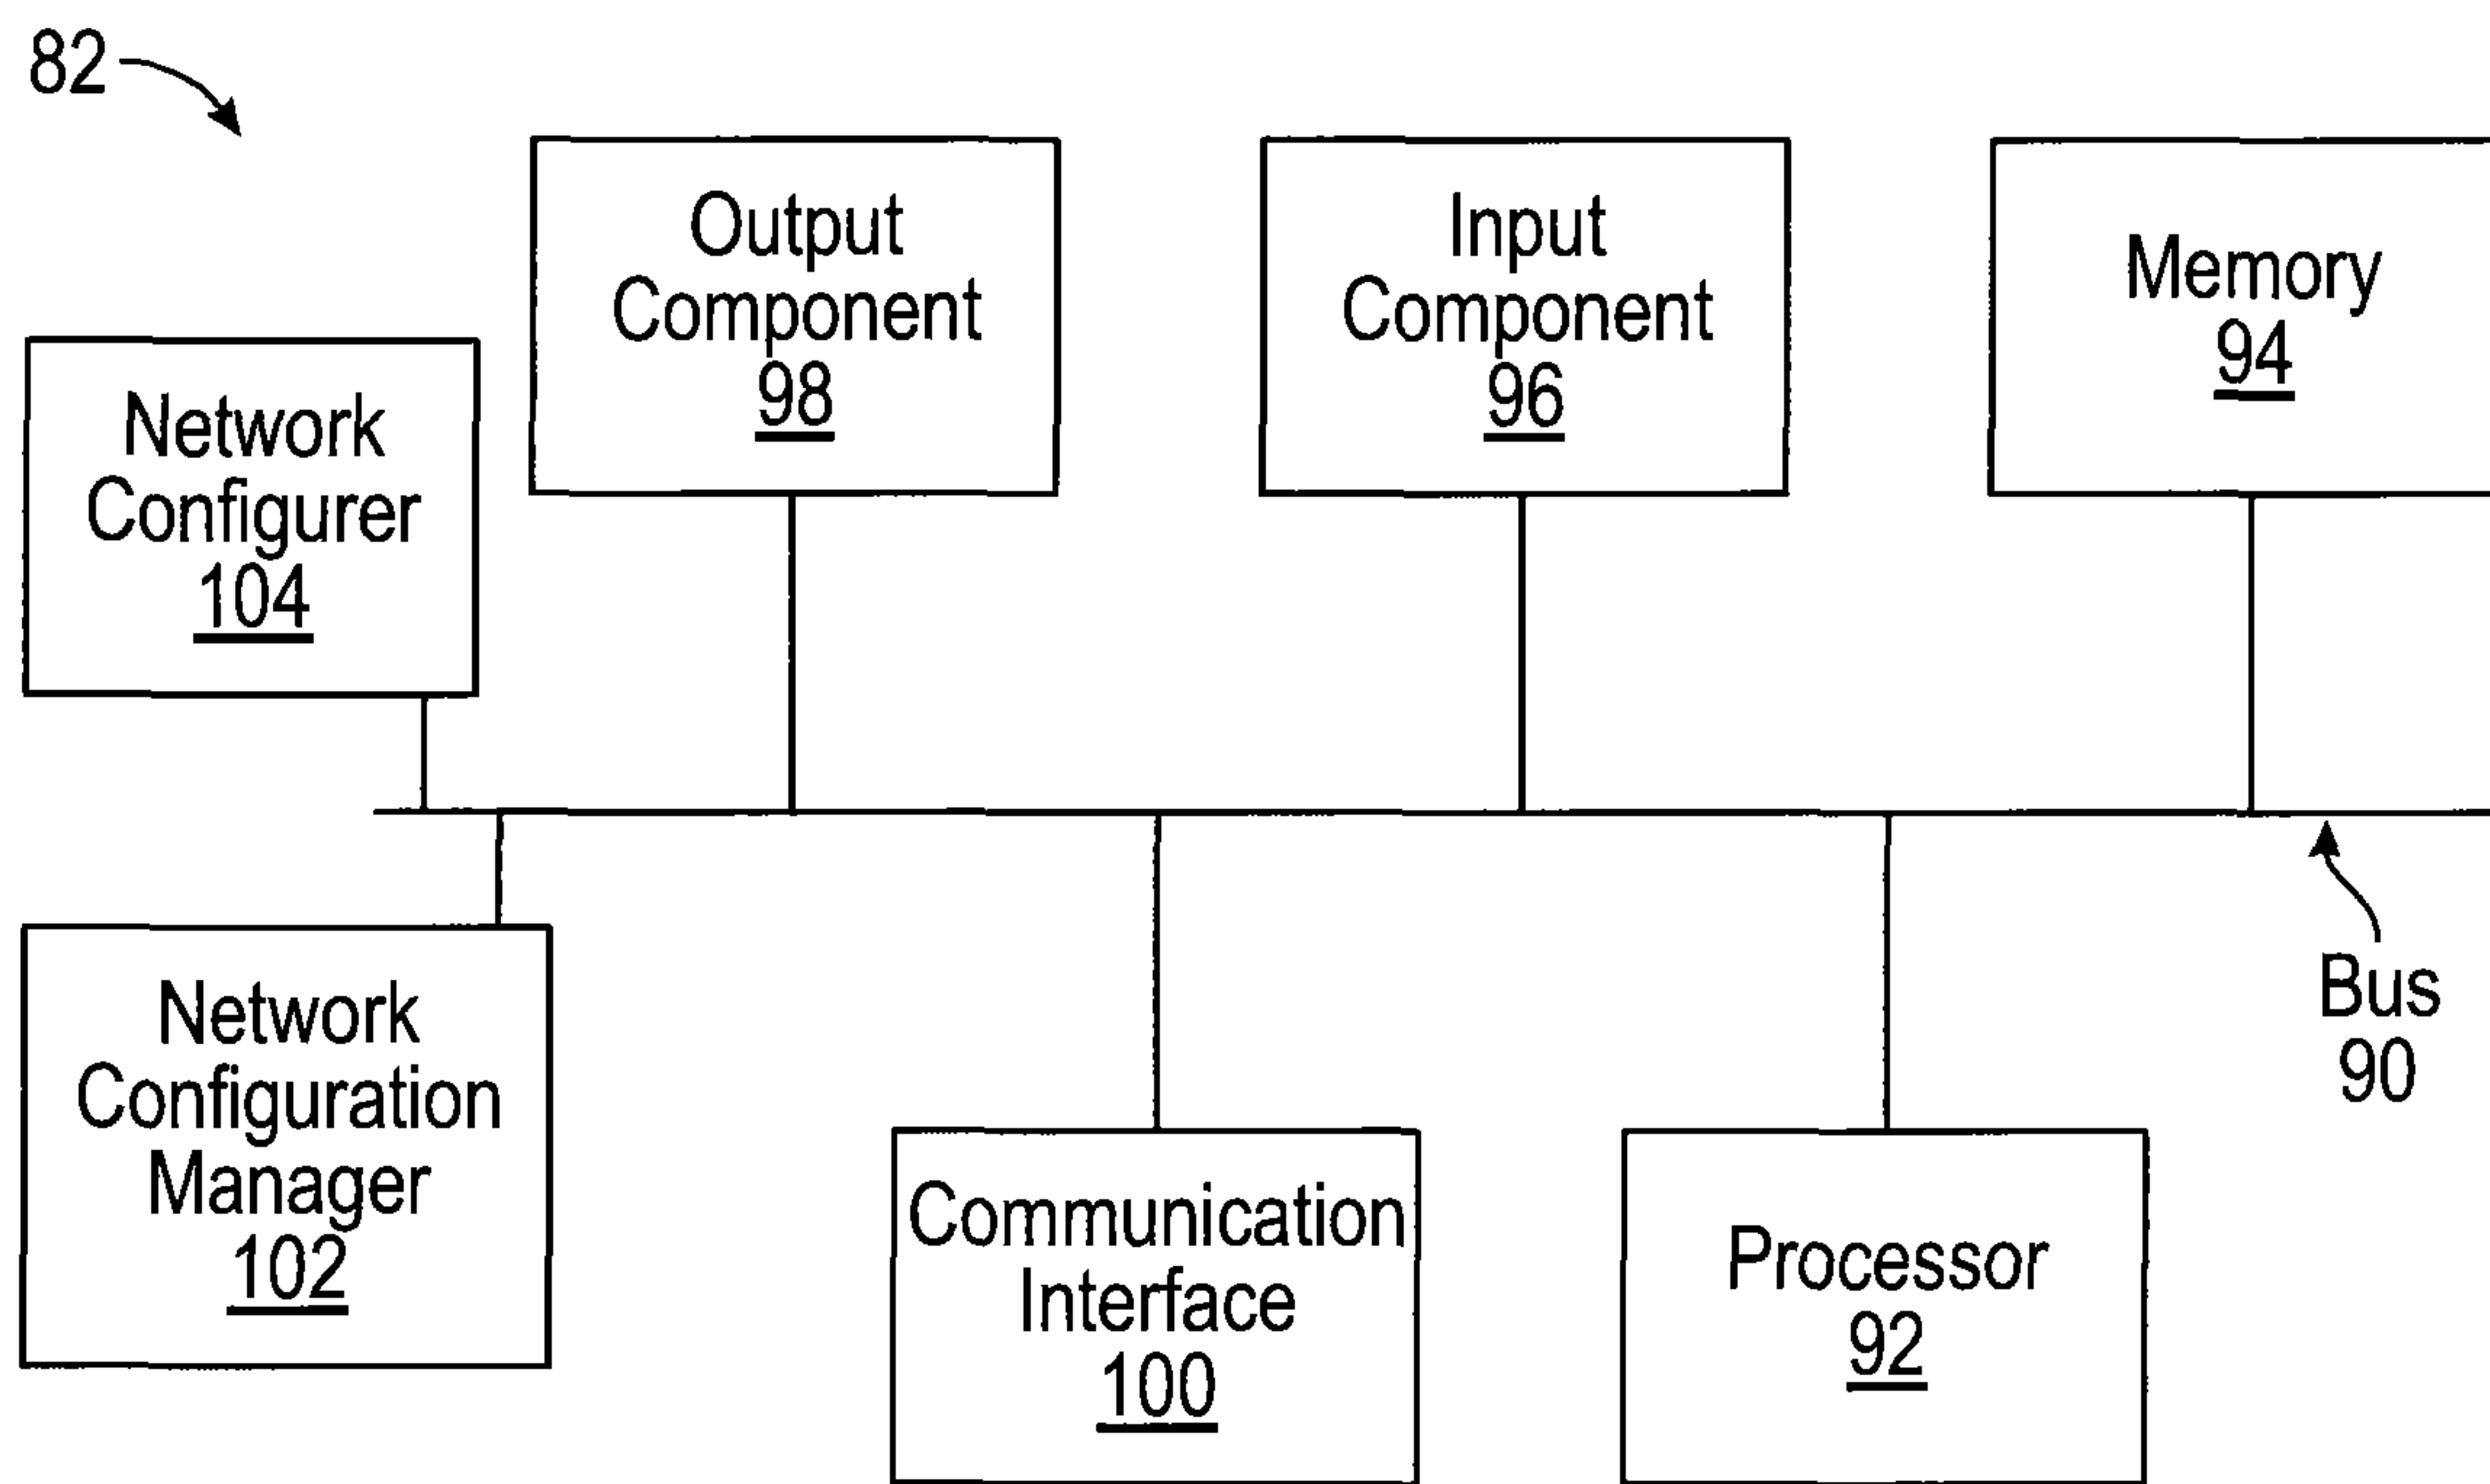 82
Output
Component
98
Input
Component
96
Memory
94
Network
Configurer
104
Network
Configuration
Manager
102
Communication
Interface
100
Processor
92
Bus
90